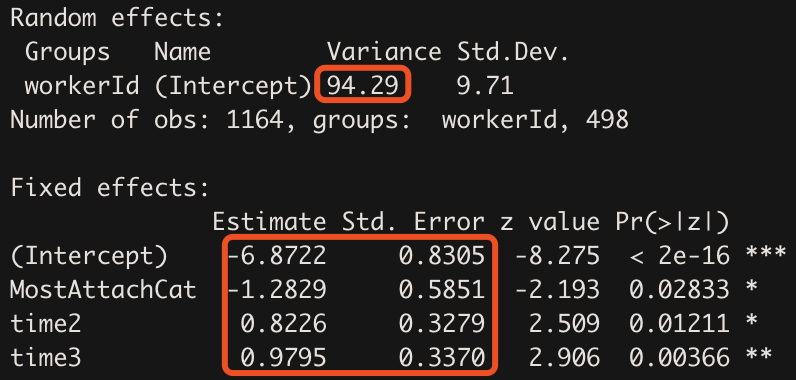 Random effects:
Groups Name Variance Std.Dev.
workerId (Intercept) 94.29 9.71
Number of obs: 1164, groups: workerId, 498
Fixed effects:
Estimate Std. Error z value Pr(>|z|)
(Intercept) -6.8722 0.8305 -8.275 < 2e-16 ***
MostAttachCat -1.2829 0.5851 -2.193 0.02833 *
time2 0.8226 0.3279 2.509 0.01211 *
time3 0.9795 0.3370 2.906 0.00366 **